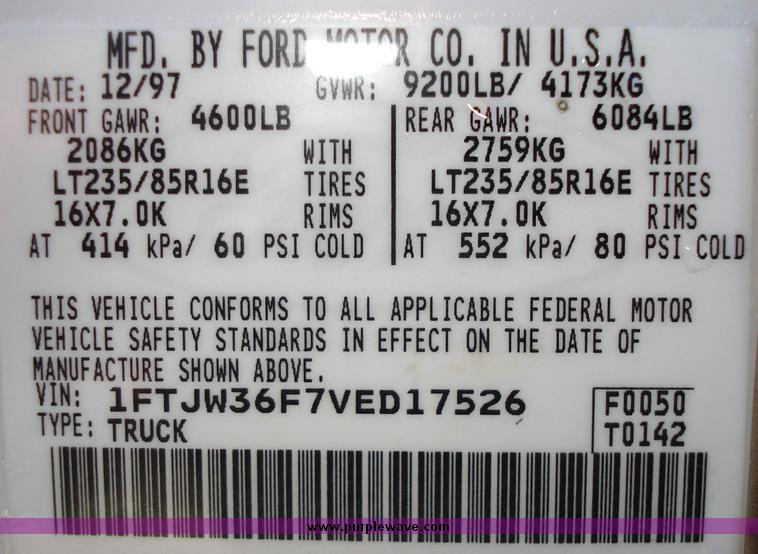 MFD. BY FORD MOTOR CO. IN U.S.A.
DATE: 12/97 GVWR: 9200LB/ 4173KG
FRONT GAWR: 4600LB REAR GAWR: 6084LB
2086KG WITH 2759KG WITH
LT235/85R16E TIRES LT235/85R16E TIRES
16X7.0K RIMS 16X7.0K RIMS
AT 414 kPa/ 60 PSI COLD AT 552 kPa/ 80 PSI COLD
THIS VEHICLE CONFORMS TO ALL APPLICABLE FEDERAL MOTOR
VEHICLE SAFETY STANDARDS IN EFFECT ON THE DATE OF
MANUFACTURE SHOWN ABOVE.
VIN: 1FTJW36F7VED17526 F0050
TYPE: TRUCK T0142
www.purplewave.com